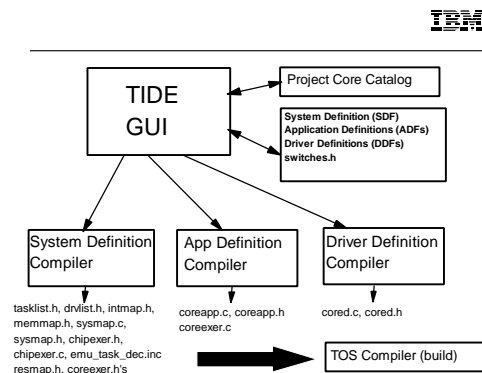 IBM
TIDE
GUI
Project Core Catalog
System Definition (SDF)
Application Definitions (ADFs)
Driver Definitions (DDFs)
switches.h
System Definition
Compiler
App Definition
Compiler
Driver Definition
Compiler
tasklist.h, drvlist.h, intmap.h,
memmap.h, sysmap.c,
sysmap.h, chipexer.h,
chipexer.c, emu_task_dec.inc
resmap.h, coreexer.h's
coreapp.c, coreapp.h
coreexer.c
cored.c, cored.h
TOS Compiler (build)